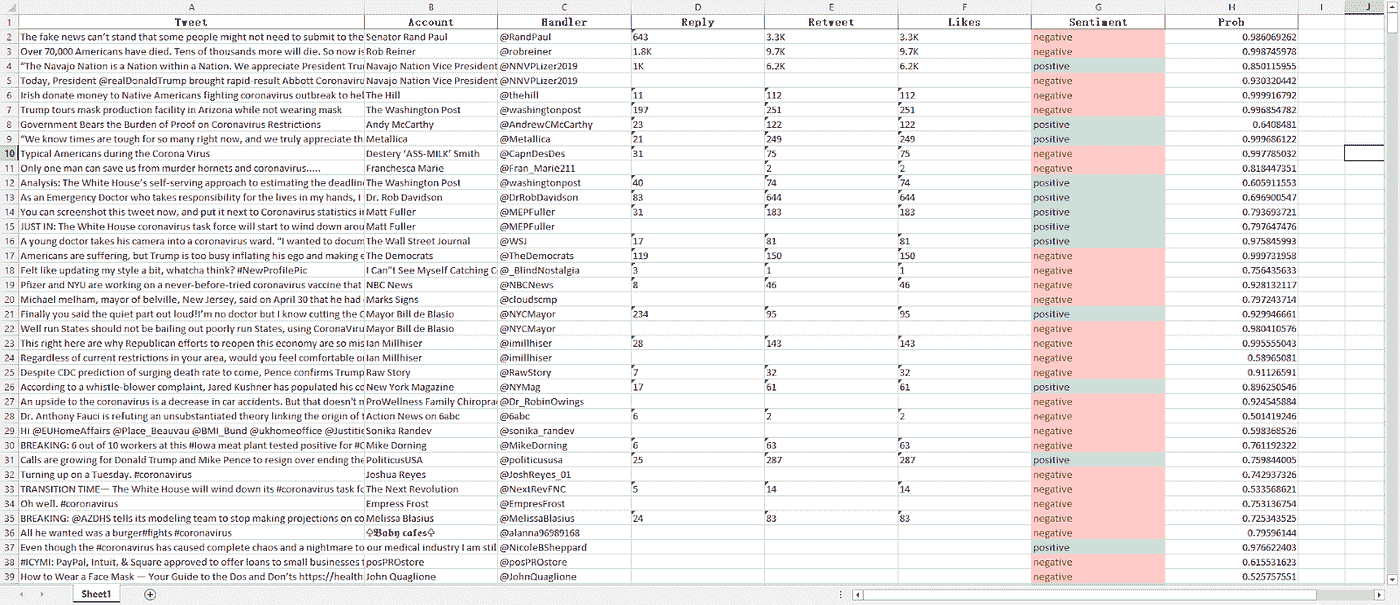 A B C D E F G H I J
1 Tweet Account Handler Reply Retweet Likes Sentiment Prob
2 The fake news can't stand that some people might not need to submit to the Senator Rand Paul @RandPaul 643 3.3K 3.3K negative 0.986069262
3 Over 70,000 Americans have died. Tens of thousands more will die. So now is Rob Reiner @robreiner 1.8K 9.7K 9.7K negative 0.998745978
4 "The Navajo Nation is a Nation within a Nation. We appreciate President Tru Navajo Nation Vice President @NNVPLizer2019 1K 6.2K 6.2K positive 0.850115955
5 Today, President @realDonaldTrump brought rapid-result Abbott Coronaviru Navajo Nation Vice President @NNVPLizer2019 negative 0.930320442
6 Irish donate money to Native Americans fighting coronavirus outbreak to hel The Hill @thehill 11 112 112 negative 0.999916792
7 Trump tours mask production facility in Arizona while not wearing mask The Washington Post @washingtonpost 197 251 251 negative 0.996854782
8 Government Bears the Burden of Proof on Coronavirus Restrictions Andy McCarthy @AndrewCMcCarthy 23 122 122 positive 0.6408481
9 "We know times are tough for so many right now, and we truly appreciate th Metallica @Metallica 21 249 249 positive 0.999686122
10 Typical Americans during the Corona Virus Destery 'ASS-MILK' Smith @CapnDesDes 31 75 75 negative 0.997785032
11 Only one man can save us from murder hornets and coronavirus..... Franchesca Marie @Fran_Marie211 2 2 negative 0.818447351
12 Analysis: The White House's self-serving approach to estimating the deadlin The Washington Post @washingtonpost 40 74 74 positive 0.605911553
13 As an Emergency Doctor who takes responsibility for the lives in my hands, I Dr. Rob Davidson @DrRobDavidson 83 644 644 positive 0.696900547
14 You can screenshot this tweet now, and put it next to Coronavirus statistics i Matt Fuller @MEPFuller 31 183 183 positive 0.793693721
15 JUST IN: The White House coronavirus task force will start to wind down arou Matt Fuller @MEPFuller positive 0.797647476
16 A young doctor takes his camera into a coronavirus ward. "I wanted to docum The Wall Street Journal @WSJ 17 81 81 positive 0.975845993
17 Americans are suffering, but Trump is too busy inflating his ego and making e The Democrats @TheDemocrats 119 150 150 negative 0.999731958
18 Felt like updating my style a bit, whatcha think? #NewProfilePic I Can"t See Myself Catching C @_BlindNostalgia 3 1 1 negative 0.756435633
19 Pfizer and NYU are working on a never-before-tried coronavirus vaccine that NBC News @NBCNews 8 46 46 negative 0.928132117
20 Michael melham, mayor of belville, New Jersey, said on April 30 that he had Marks Signs @cloudscmp negative 0.797243714
21 Finally you said the quiet part out loud!I'm no doctor but I know cutting the C Mayor Bill de Blasio @NYCMayor 234 95 95 positive 0.929946661
22 Well run States should not be bailing out poorly run States, using CoronaViru Mayor Bill de Blasio @NYCMayor negative 0.980410576
23 This right here are why Republican efforts to reopen this economy are so mis Ian Millhiser @imillhiser 28 143 143 negative 0.995555043
24 Regardless of current restrictions in your area, would you feel comfortable o Ian Millhiser @imillhiser negative 0.58965081
25 Despite CDC prediction of surging death rate to come, Pence confirms Trump Raw Story @RawStory 7 32 32 negative 0.91126591
26 According to a whistle-blower complaint, Jared Kushner has populated his co New York Magazine @NYMag 17 61 61 positive 0.896250546
27 An upside to the coronavirus is a decrease in car accidents. But that doesn't n ProWellness Family Chiroprac @Dr_RobinOwings negative 0.924545884
28 Dr. Anthony Fauci is refuting an unsubstantiated theory linking the origin of t Action News on 6abc @6abc 6 2 2 negative 0.501419246
29 Hi @EUHomeAffairs @Place_Beauvau @BMI_Bund @ukhomeoffice @Justitie Sonika Randev @sonika_randev negative 0.598368526
30 BREAKING: 6 out of 10 workers at this #Iowa meat plant tested positive for #C Mike Dorning @MikeDorning 6 63 63 negative 0.761192322
31 Calls are growing for Donald Trump and Mike Pence to resign over ending the PoliticusUSA @politicususa 25 287 287 positive 0.759844005
32 Turning up on a Tuesday. #coronavirus Joshua Reyes @JoshReyes_01 negative 0.742937326
33 TRANSITION TIME— The White House will wind down its #coronavirus task fo The Next Revolution @NextRevFNC 5 14 14 negative 0.533568621
34 Oh well. #coronavirus Empress Frost @EmpresFrost negative 0.753136754
35 BREAKING: @AZDHS tells its modeling team to stop making projections on co Melissa Blasius @MelissaBlasius 24 83 83 negative 0.725343525
36 All he wanted was a burger#fights #coronavirus ♤𝕭𝖆𝖇𝖞 𝖈𝖆𝖐𝖊𝖘♤ @alanna96989168 negative 0.79596144
37 Even though the #coronavirus has caused complete chaos and a nightmare to our medical industry I am stil @NicoleBSheppard positive 0.976622403
38 #ICYMI: PayPal, Intuit, & Square approved to offer loans to small businesses t posPROstore @posPROstore negative 0.615531623
39 How to Wear a Face Mask — Your Guide to the Dos and Don'ts https://health John Quaglione @JohnQuaglione negative 0.525757551
Sheet1